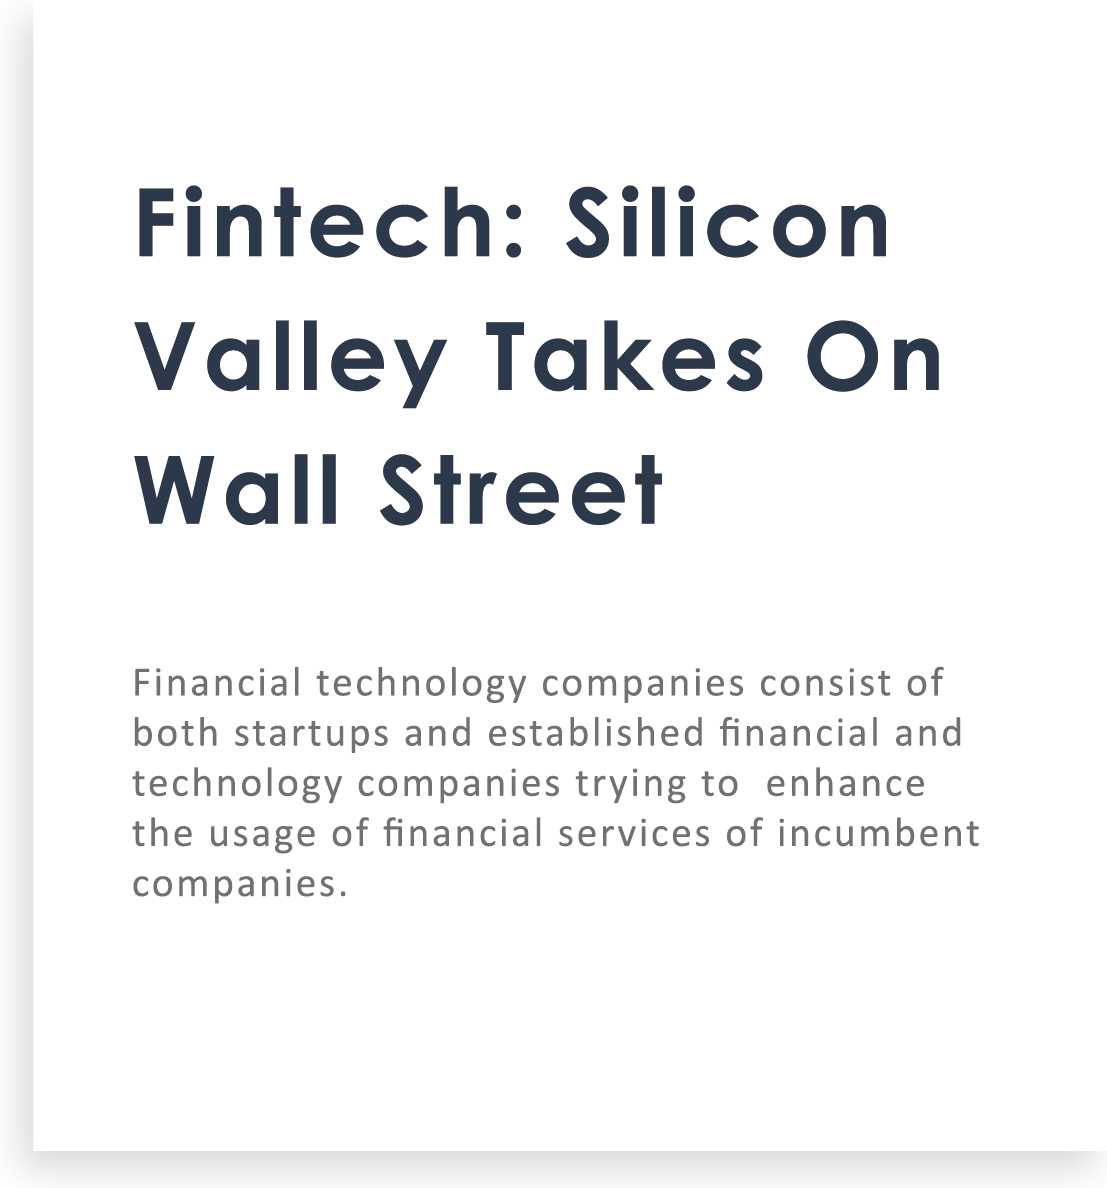 Fintech: Silicon
Valley Takes On
Wall Street
Financial technology companies consist of
both startups and established financial and
technology companies trying to  enhance
the usage of financial services of incumbent
companies.